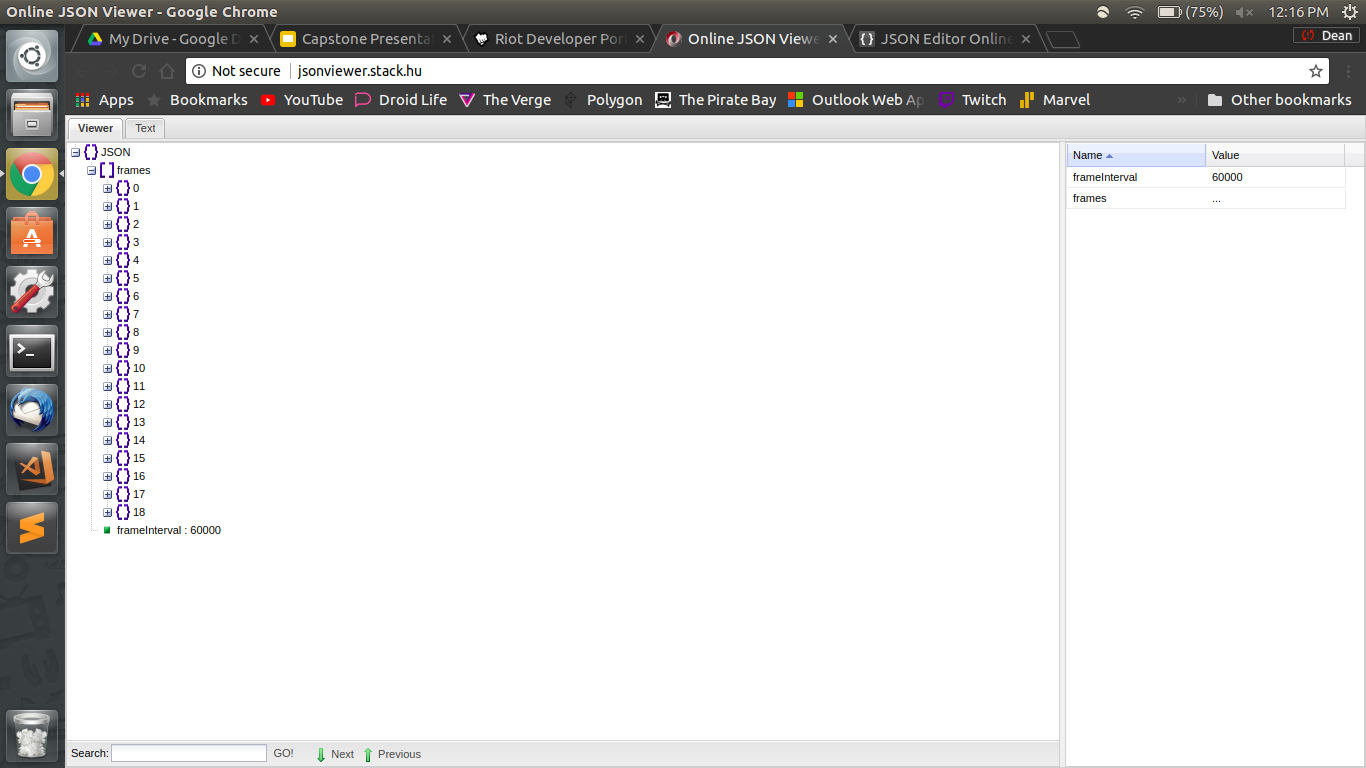 Online JSON Viewer - Google Chrome (75%) 12:16 PM
My Drive - Google D Capstone Presenta Riot Developer Por Online JSON View JSON Editor Online Dean
Not secure jsonviewer.stack.hu
Apps Bookmarks YouTube Droid Life The Verge Polygon The Pirate Bay Outlook Web Ap Twitch Marvel » Other bookmarks
Viewer Text
JSON
frames
0
1
2
3
4
5
6
7
8
9
10
11
12
13
14
15
16
17
18
frameInterval : 60000
Name Value
frameInterval 60000
frames ...
Search: GO! Next Previous